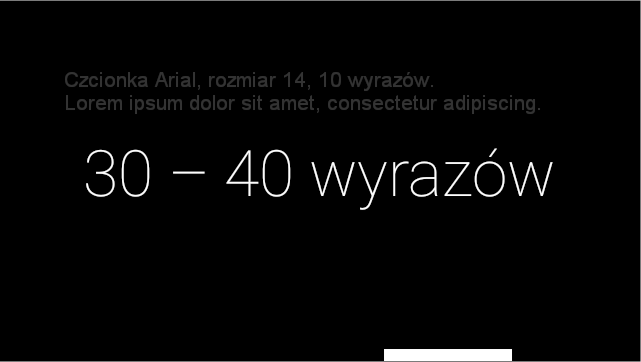 Czcionka Arial, rozmiar 14, 10 wyrazów.
Lorem ipsum dolor sit amet, consectetur adipiscing.
30 – 40 wyrazów